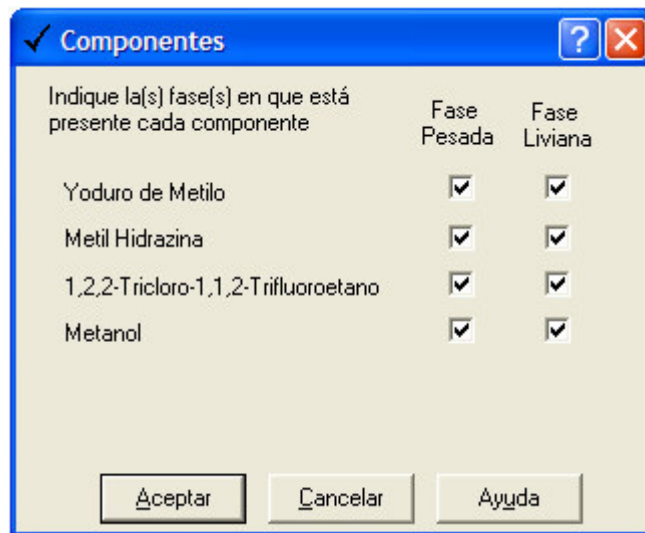 Componentes
Indique la(s) fase(s) en que está
presente cada componente
Fase
Pesada
Fase
Liviana
Yoduro de Metilo
Metil Hidrazina
1,2,2-Tricloro-1,1,2-Trifluoroetano
Metanol
Aceptar
Cancelar
Ayuda